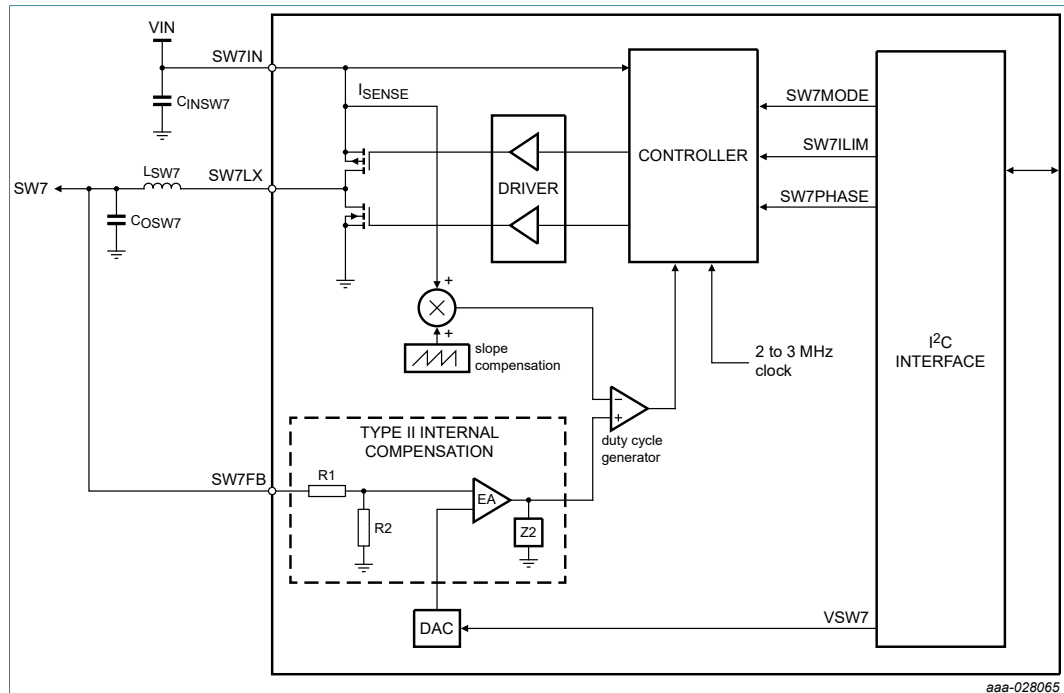 VIN
SW7IN
CINSW7
ISENSE
SW7MODE
SW7ILIM
SW7PHASE
CONTROLLER
DRIVER
SW7
LSW7
SW7LX
COSW7
+
+
slope
compensation
2 to 3 MHz
clock
I2C
INTERFACE
−
+
duty cycle
generator
TYPE II INTERNAL
COMPENSATION
SW7FB
R1
R2
EA
Z2
DAC
VSW7
aaa-028065